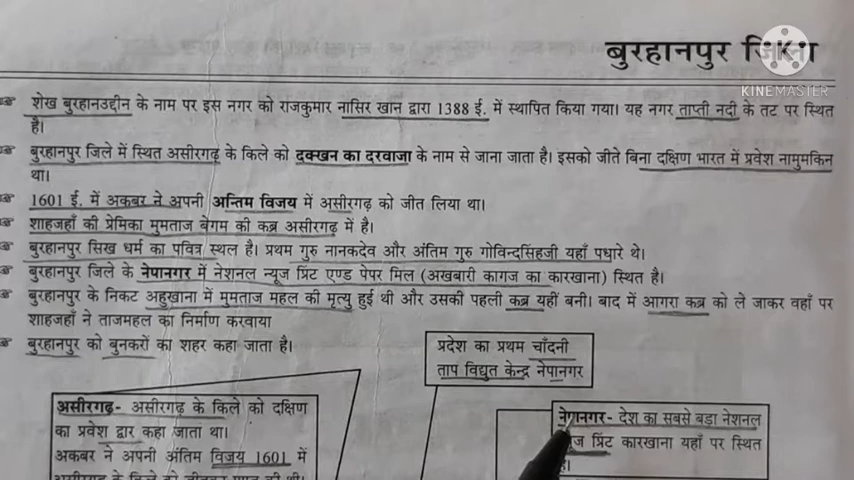 बुरहानपुर जिला
KINEMASTER
शेख बुरहानउद्दीन के नाम पर इस नगर को राजकुमार नासिर खान द्वारा 1388 ई. में स्थापित किया गया। यह नगर ताप्ती नदी के तट पर स्थित
है।
बुरहानपुर जिले में स्थित असीरगढ़ के किले को दक्खन का दरवाजा के नाम से जाना जाता है। इसको जीते बिना दक्षिण भारत में प्रवेश नामुमकिन
था।
1601 ई. में अकबर ने अपनी अन्तिम विजय में असीरगढ़ को जीत लिया था।
शाहजहाँ की प्रेमिका मुमताज बेगम की कब्र असीरगढ़ में है।
बुरहानपुर सिख धर्म का पवित्र स्थल है। प्रथम गुरु नानकदेव और अंतिम गुरु गोविन्दसिंहजी यहाँ पधारे थे।
बुरहानपुर जिले के नेपानगर में नेशनल न्यूज प्रिंट एण्ड पेपर मिल (अखबारी कागज का कारखाना) स्थित है।
बुरहानपुर के निकट अहुखाना में मुमताज महल की मृत्यु हुई थी और उसकी पहली कब्र यहीं बनी। बाद में आगरा कब्र को ले जाकर वहाँ पर
शाहजहाँ ने ताजमहल का निर्माण करवाया
बुरहानपुर को बुनकरों का शहर कहा जाता है।
प्रदेश का प्रथम चाँदनी
ताप विद्युत केन्द्र नेपानगर
असीरगढ़- असीरगढ़ के किले को दक्षिण
का प्रवेश द्वार कहा जाता था।
अकबर ने अपनी अंतिम विजय 1601 में
नेपानगर- देश का सबसे बडा नेशनल
प्रिंट कारखाना यहाँ पर स्थित
है।